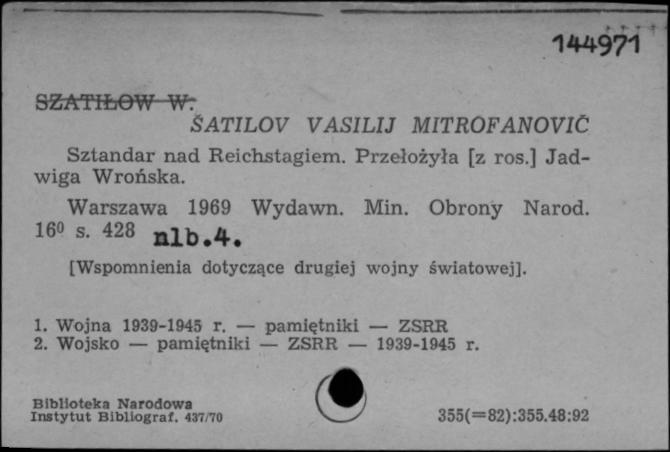 144971
SZATIŁOW W.
ŠATILOV VASILIJ MITROFANOVIČ
Sztandar nad Reichstagiem. Przełożyła [z ros.] Jad-
wiga Wrońska.
Warszawa 1969 Wydawn. Min. Obrony Narod.
16⁰ s. 428 nlb.4.
[Wspomnienia dotyczące drugiej wojny światowej].
1. Wojna 1939-1945 r. — pamiętniki — ZSRR
2. Wojsko — pamiętniki — ZSRR — 1939-1945 r.
Biblioteka Narodowa
Instytut Bibliograf. 437/70
355(=82):355.48:92